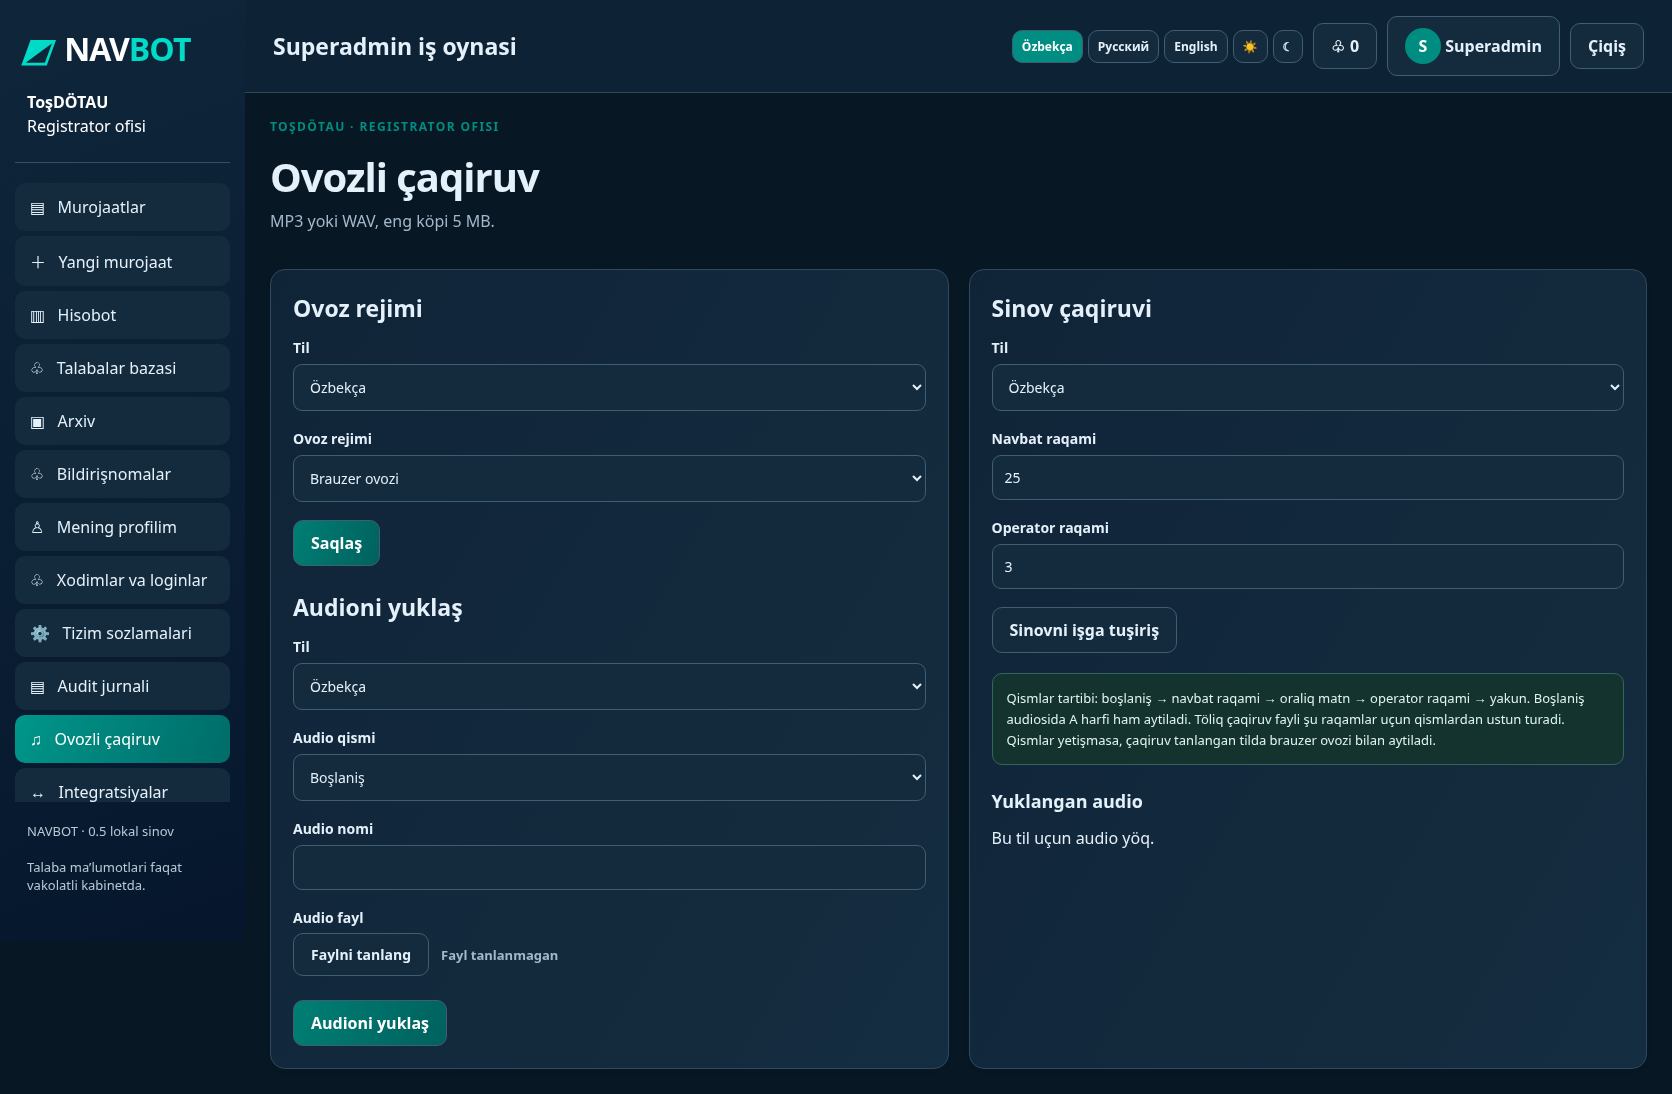 NAVBOT
ToşDÖTAU
Registrator ofisi
Murojaatlar
Yangi murojaat
Hisobot
Talabalar bazasi
Arxiv
Bildirişnomalar
Mening profilim
Xodimlar va loginlar
Tizim sozlamalari
Audit jurnali
Ovozli çaqiruv
Integratsiyalar
NAVBOT · 0.5 lokal sinov
Talaba maʼlumotlari faqat
vakolatli kabinetda.
Superadmin iş oynasi
Özbekça
Русский
English
0
S Superadmin
Çiqiş
TOŞDÖTAU · REGISTRATOR OFISI
Ovozli çaqiruv
MP3 yoki WAV, eng köpi 5 MB.
Ovoz rejimi
Til
Özbekça
Ovoz rejimi
Brauzer ovozi
Saqlaş
Audioni yuklaş
Til
Özbekça
Audio qismi
Boşlaniş
Audio nomi
Audio fayl
Faylni tanlang Fayl tanlanmagan
Audioni yuklaş
Sinov çaqiruvi
Til
Özbekça
Navbat raqami
25
Operator raqami
3
Sinovni işga tuşiriş
Qismlar tartibi: boşlaniş → navbat raqami → oraliq matn → operator raqami → yakun. Boşlaniş
audiosida A harfi ham aytiladi. Töliq çaqiruv fayli şu raqamlar uçun qismlardan ustun turadi.
Qismlar yetişmasa, çaqiruv tanlangan tilda brauzer ovozi bilan aytiladi.
Yuklangan audio
Bu til uçun audio yöq.